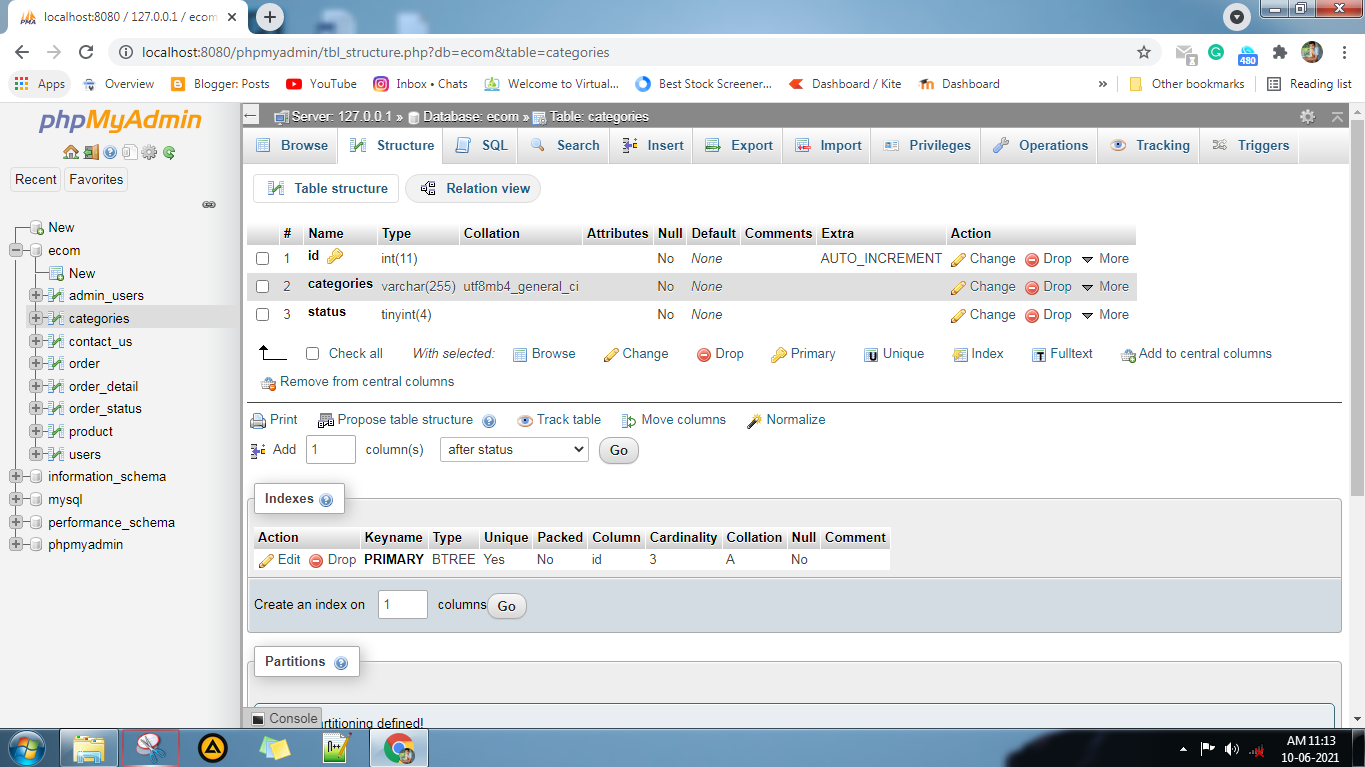 localhost:8080 / 127.0.0.1 / ecom
localhost:8080/phpmyadmin/tbl_structure.php?db=ecom&table=categories
480
Apps Overview Blogger: Posts YouTube Inbox • Chats Welcome to Virtual... Best Stock Screener... Dashboard / Kite Dashboard » Other bookmarks Reading list
phpMyAdmin
Recent Favorites
New
ecom
New
admin_users
categories
contact_us
order
order_detail
order_status
product
users
information_schema
mysql
performance_schema
phpmyadmin
Server: 127.0.0.1 » Database: ecom » Table: categories
Browse Structure SQL Search Insert Export Import Privileges Operations Tracking Triggers
Table structure Relation view
# Name Type Collation Attributes Null Default Comments Extra Action
1 id int(11) No None AUTO_INCREMENT Change Drop More
2 categories varchar(255) utf8mb4_general_ci No None Change Drop More
3 status tinyint(4) No None Change Drop More
Check all With selected: Browse Change Drop Primary Unique Index Fulltext Add to central columns
Remove from central columns
Print Propose table structure Track table Move columns Normalize
Add 1 column(s) after status Go
Indexes
Action Keyname Type Unique Packed Column Cardinality Collation Null Comment
Edit Drop PRIMARY BTREE Yes No id 3 A No
Create an index on 1 columns Go
Partitions
Console rtitioning defined!
AM 11:13
10-06-2021